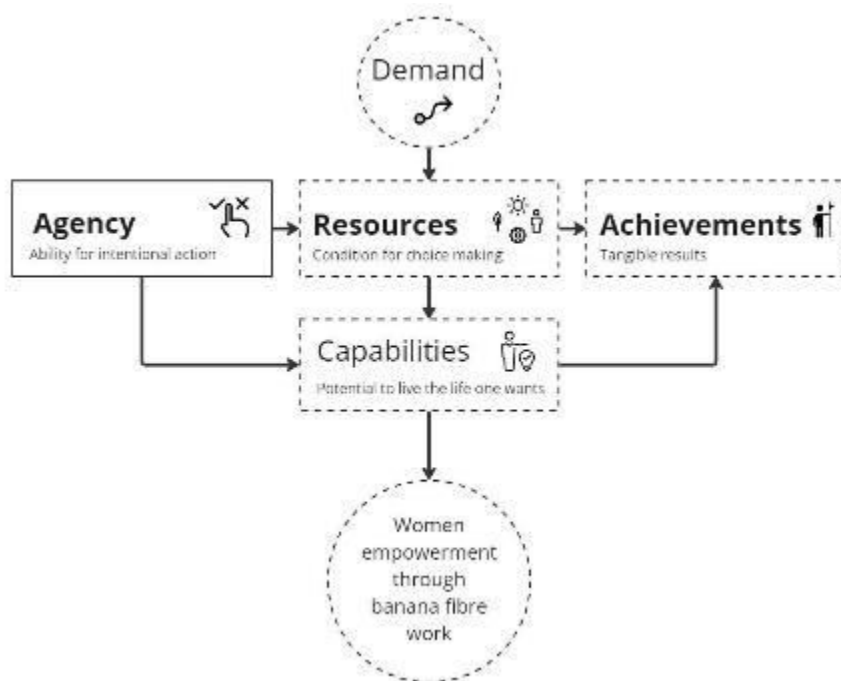 Demand
Agency
Ability for intentional action
Resources
Condition for choice making
Achievements
Tangible results
Capabilities
Potential to live the life one wants
Women
empowerment
through
banana fibre
work